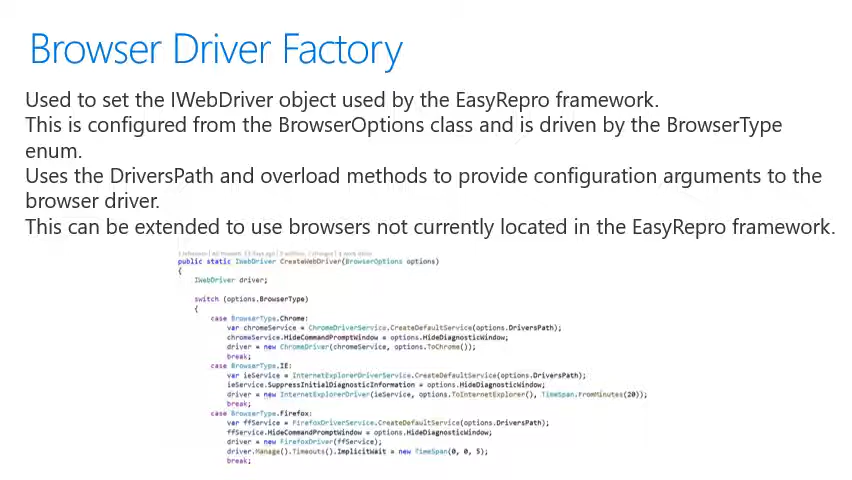 Browser Driver Factory
Used to set the IWebDriver object used by the EasyRepro framework.
This is configured from the BrowserOptions class and is driven by the BrowserType
enum.
Uses the DriversPath and overload methods to provide configuration arguments to the
browser driver.
This can be extended to use browsers not currently located in the EasyRepro framework.
public static IWebDriver CreateWebDriver(BrowserOptions options)
{
IWebDriver driver;
switch (options.BrowserType)
{
case BrowserType.Chrome:
var chromeService = ChromeDriverService.CreateDefaultService(options.DriversPath);
chromeService.HideCommandPromptWindow = options.HideDiagnosticWindow;
driver = new ChromeDriver(chromeService, options.ToChrome());
break;
case BrowserType.IE:
var ieService = InternetExplorerDriverService.CreateDefaultService(options.DriversPath);
ieService.SuppressInitialDiagnosticInformation = options.HideDiagnosticWindow;
driver = new InternetExplorerDriver(ieService, options.ToInternetExplorer(), TimeSpan.FromMinutes(20));
break;
case BrowserType.Firefox:
var ffService = FirefoxDriverService.CreateDefaultService(options.DriversPath);
ffService.HideCommandPromptWindow = options.HideDiagnosticWindow;
driver = new FirefoxDriver(ffService);
driver.Manage().Timeouts().ImplicitWait = new TimeSpan(0, 0, 5);
break;